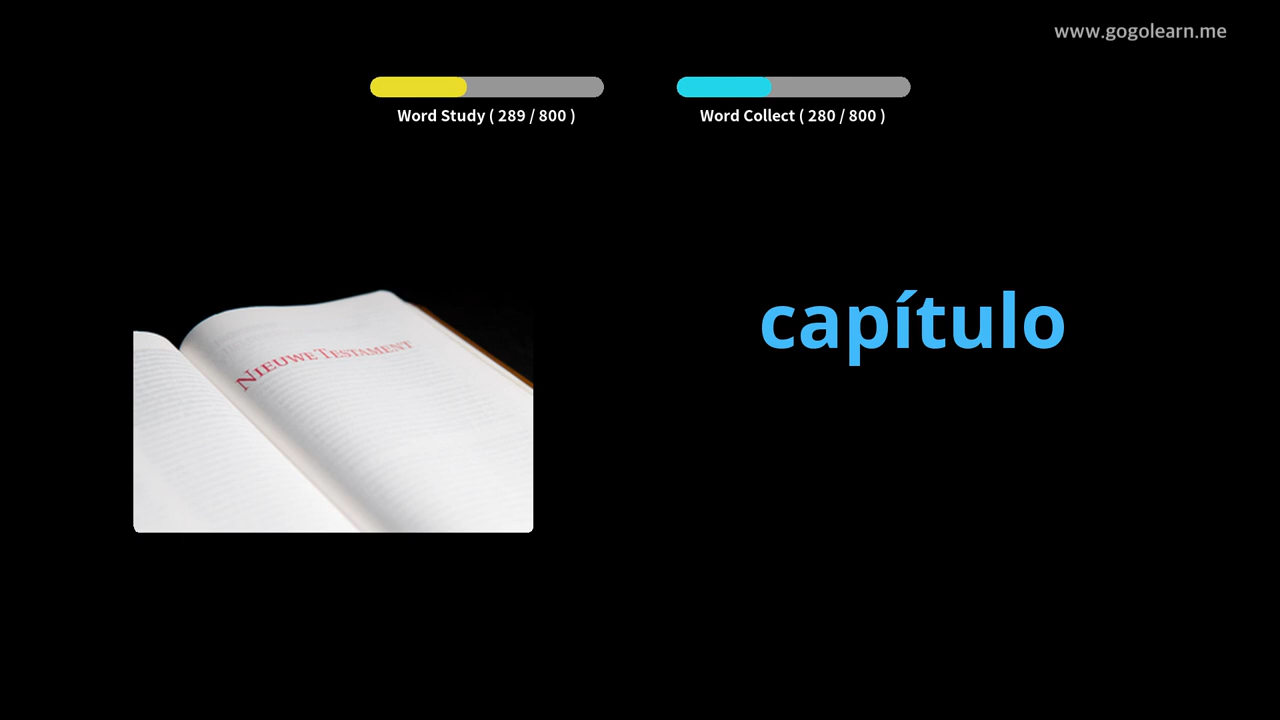 www.gogolearn.me
Word Study ( 289 / 800 )
Word Collect ( 280 / 800 )
NIEUWE TESTAMENT
capítulo